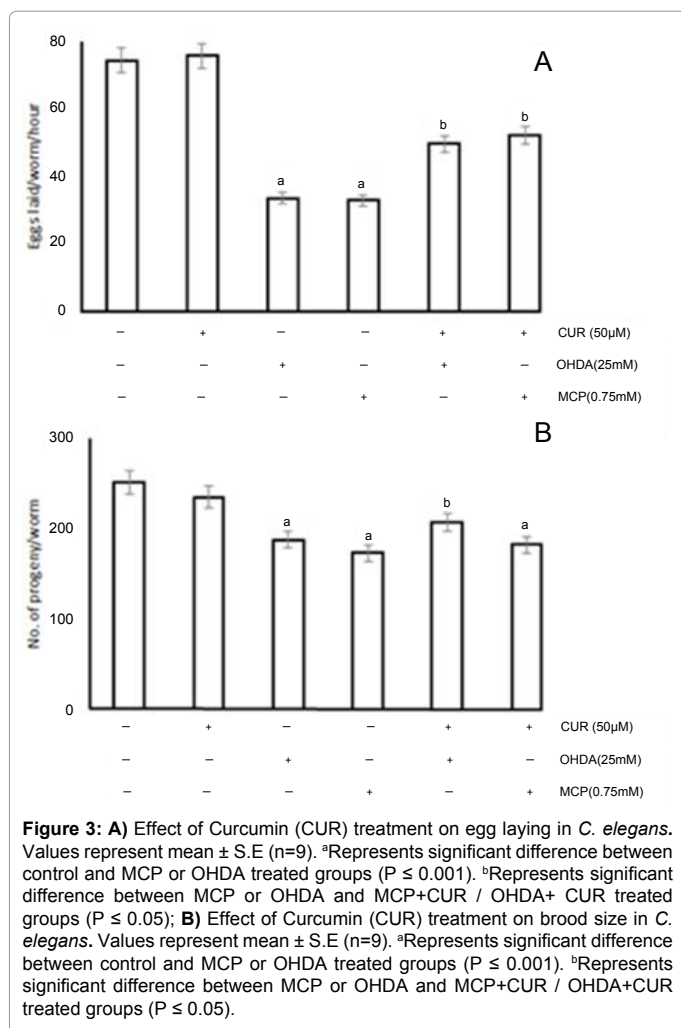 80
A
Eggs laid/worm/hour
60
b
b
40
a
a
20
0
– + – – + + CUR (50µM)
– – + – + – OHDA(25mM)
– – – + – + MCP(0.75mM)
300
B
No. of progeny/worm
200
a
a
b
a
100
0
– + – – + + CUR (50µM)
– – + – + – OHDA(25mM)
– – – + – + MCP(0.75mM)
Figure 3: A) Effect of Curcumin (CUR) treatment on egg laying in C. elegans.
Values represent mean ± S.E (n=9). ᵃRepresents significant difference between
control and MCP or OHDA treated groups (P ≤ 0.001). ᵇRepresents significant
difference between MCP or OHDA and MCP+CUR / OHDA+ CUR treated
groups (P ≤ 0.05); B) Effect of Curcumin (CUR) treatment on brood size in C.
elegans. Values represent mean ± S.E (n=9). ᵃRepresents significant difference
between control and MCP or OHDA treated groups (P ≤ 0.001). ᵇRepresents
significant difference between MCP or OHDA and MCP+CUR / OHDA+CUR
treated groups (P ≤ 0.05).